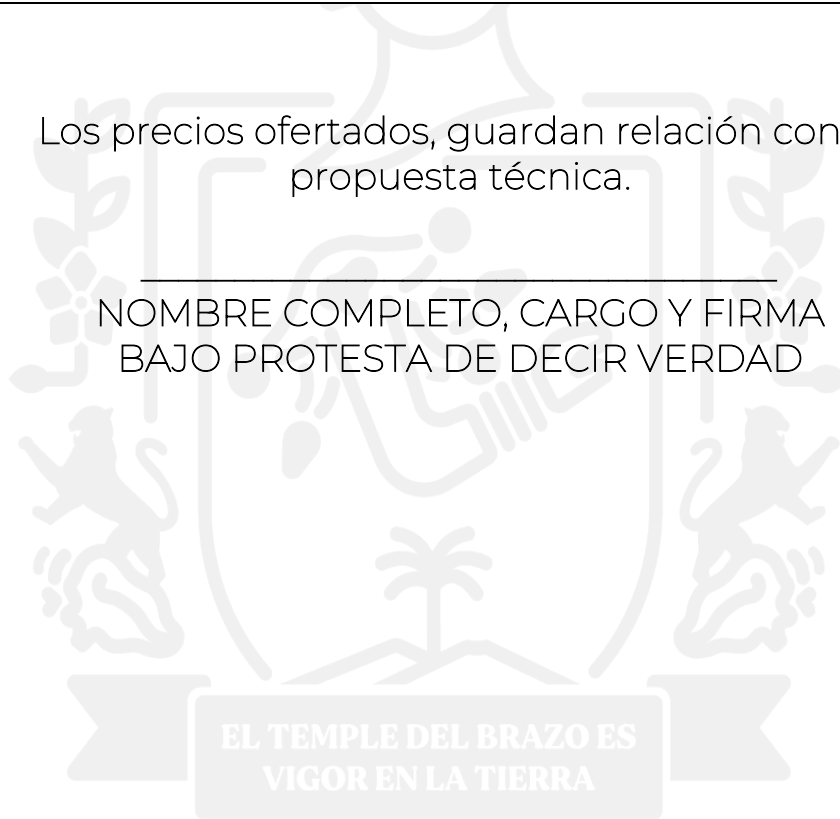 Los precios ofertados, guardan relación con
propuesta técnica.
NOMBRE COMPLETO, CARGO Y FIRMA
BAJO PROTESTA DE DECIR VERDAD
EL TEMPLE DEL BRAZO ES
VIGOR EN LA TIERRA